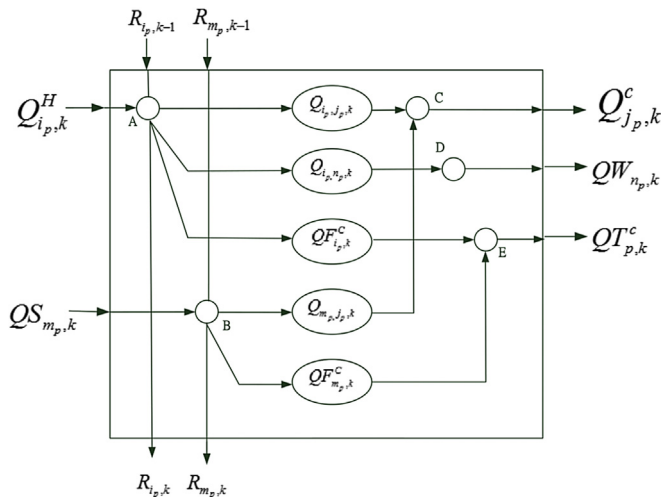 R_{i_p,k-1} R_{m_p,k-1}
Q^H_{i_p,k} A Q_{i_p,j_p,k} C Q^c_{j_p,k}
Q_{i_p,n_p,k} D QW_{n_p,k}
QF^C_{i_p,k} E QT^c_{p,k}
QS_{m_p,k} B Q_{m_p,j_p,k}
QF^C_{m_p,k}
R_{i_p,k} R_{m_p,k}